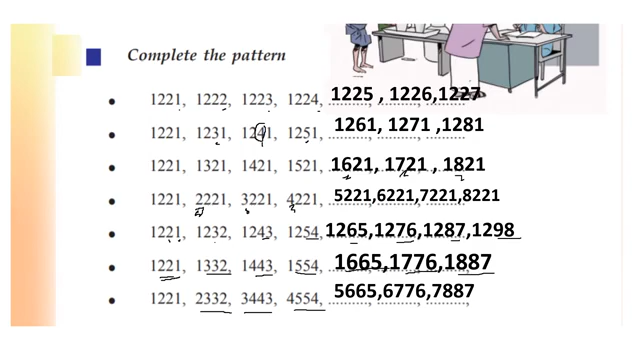 Complete the pattern
• 1221, 1222, 1223, 1224, 1225 , 1226,1227
• 1221, 1231, 1241, 1251, 1261, 1271 ,1281
• 1221, 1321, 1421, 1521, 1621, 1721 , 1821
• 1221, 2221, 3221, 4221, 5221,6221,7221,8221
• 1221, 1232, 1243, 1254, 1265,1276,1287,1298
• 1221, 1332, 1443, 1554, 1665,1776,1887
• 1221, 2332, 3443, 4554, 5665,6776,7887